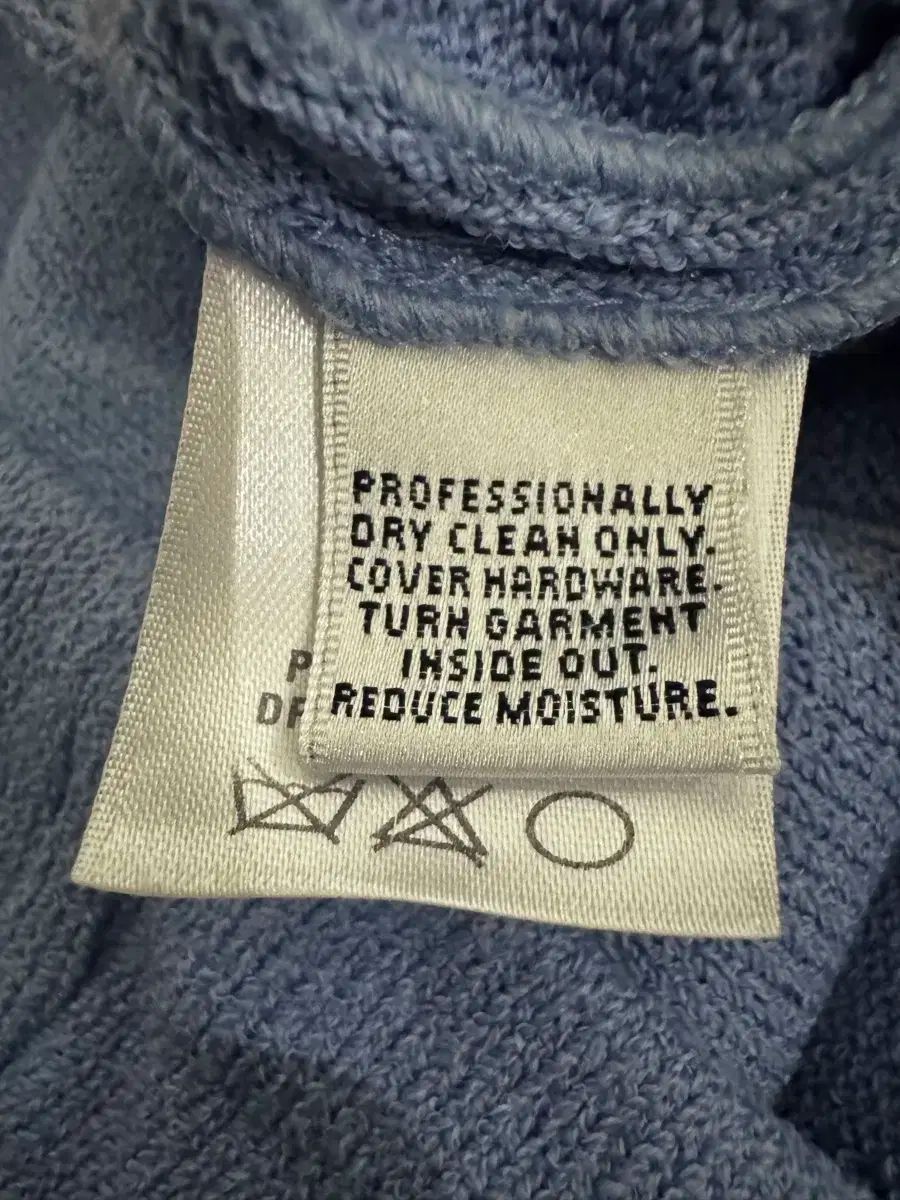 PROFESSIONALLY
DRY CLEAN ONLY.
COVER HARDWARE.
TURN GARMENT
INSIDE OUT.
REDUCE MOISTURE.